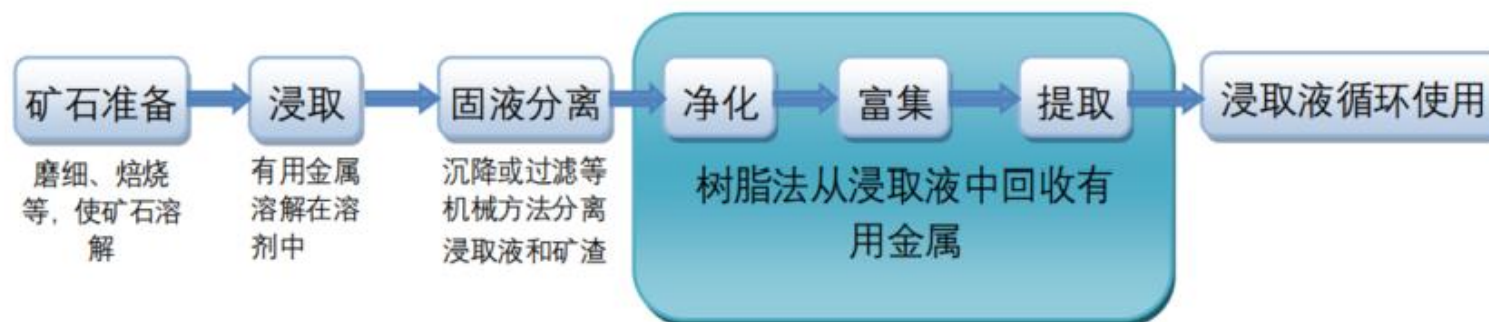 矿石准备
浸取
固液分离
净化
富集
提取
浸取液循环使用
磨细、焙烧
等，使矿石溶
解
有用金属
溶解在溶
剂中
沉降或过滤等
机械方法分离
浸取液和矿渣
树脂法从浸取液中回收有
用金属